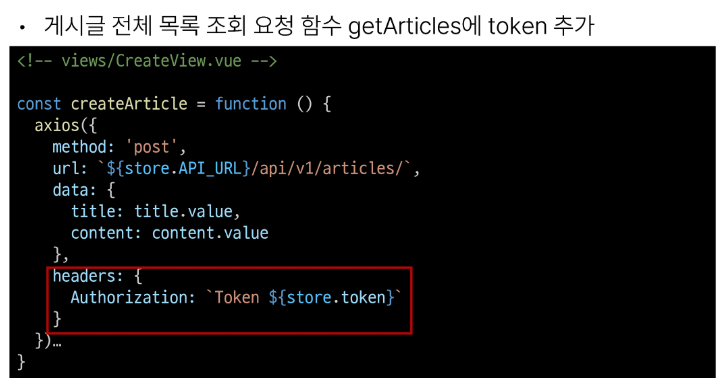 • 게시글 전체 목록 조회 요청 함수 getArticles에 token 추가
<!-- views/CreateView.vue -->
const createArticle = function () {
  axios({
    method: 'post',
    url: `${store.API_URL}/api/v1/articles/`,
    data: {
      title: title.value,
      content: content.value
    },
    headers: {
      Authorization: `Token ${store.token}`
    }
  })…
}